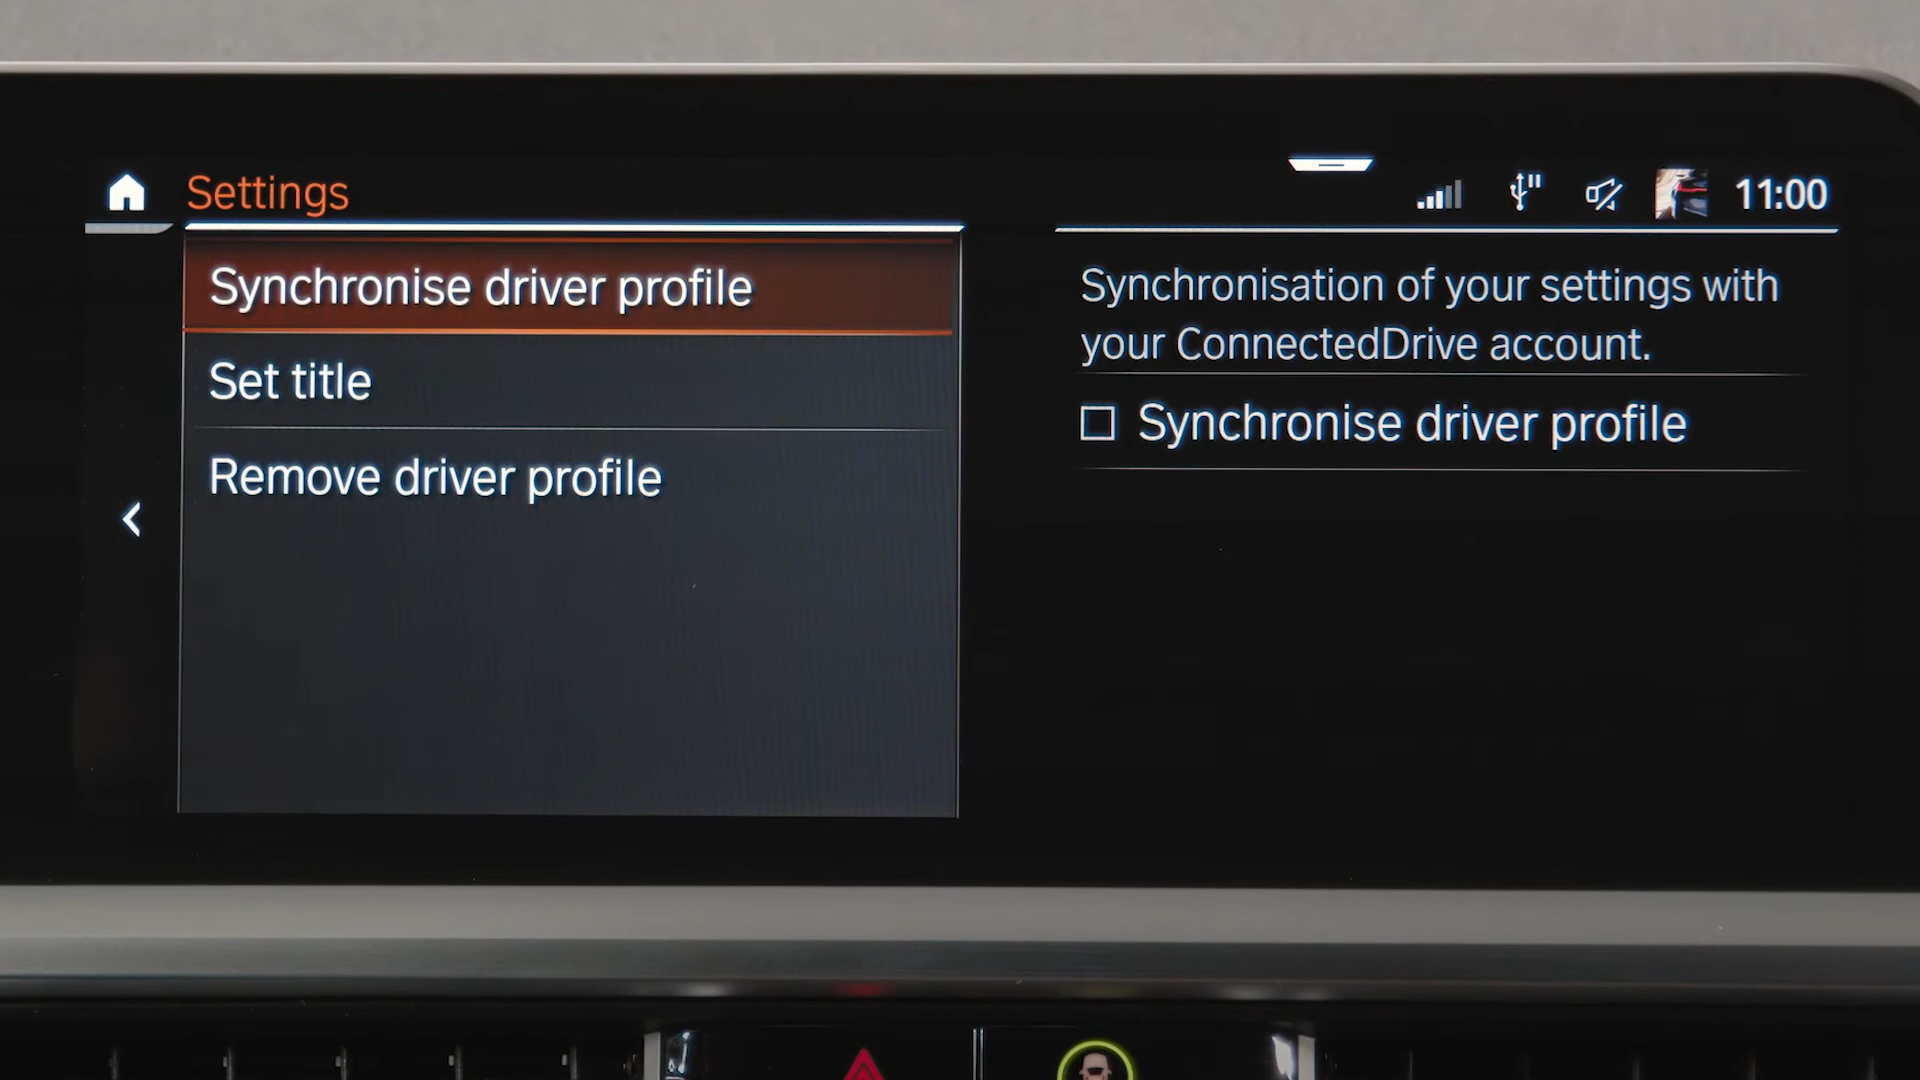 Settings
11:00
Synchronise driver profile
Set title
Remove driver profile
Synchronisation of your settings with
your ConnectedDrive account.
Synchronise driver profile